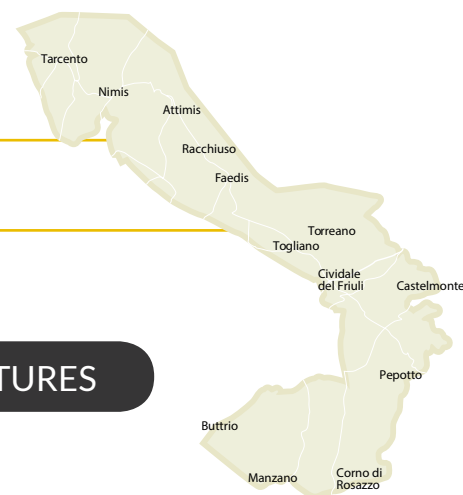 Tarcento
Nimis
Attimis
Racchiuso
Faedis
Torreano
Togliano
Cividale
del Friuli
Castelmonte
TURES
Pepotto
Buttrio
Manzano
Corno di
Rosazzo